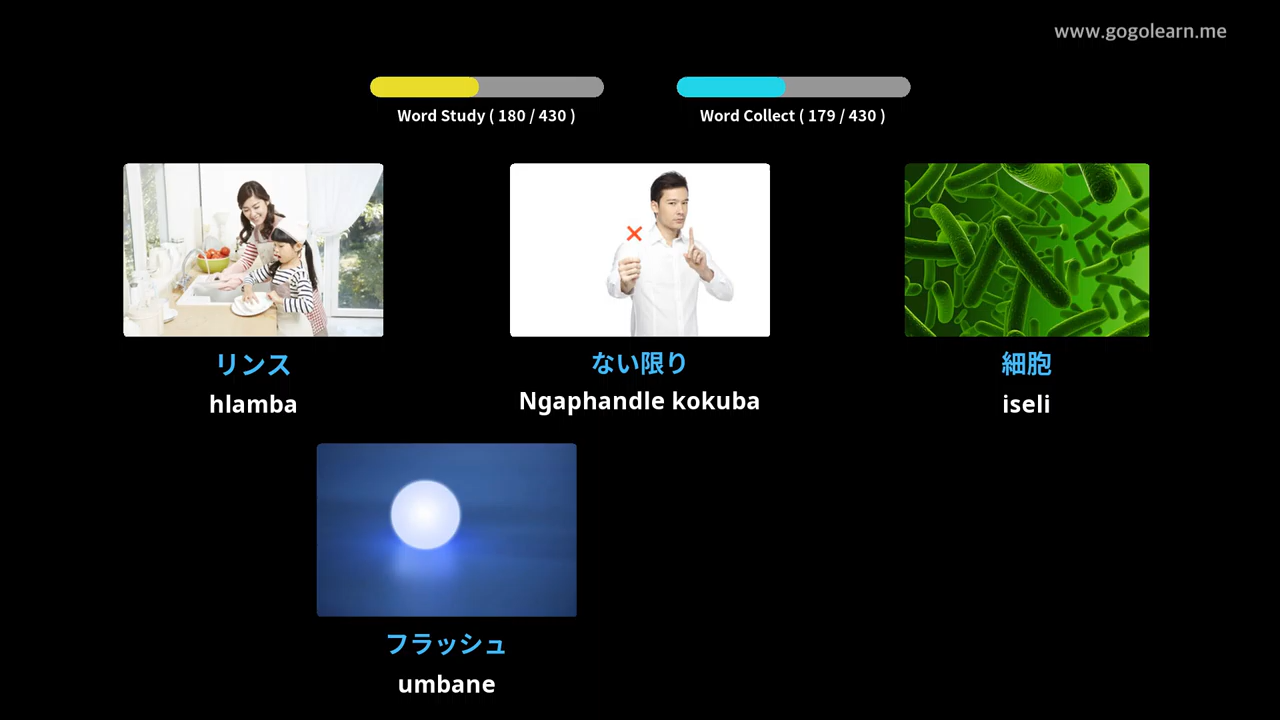 www.gogolearn.me
Word Study ( 180 / 430 )
Word Collect ( 179 / 430 )
リンス
hlamba
ない限り
Ngaphandle kokuba
細胞
iseli
フラッシュ
umbane